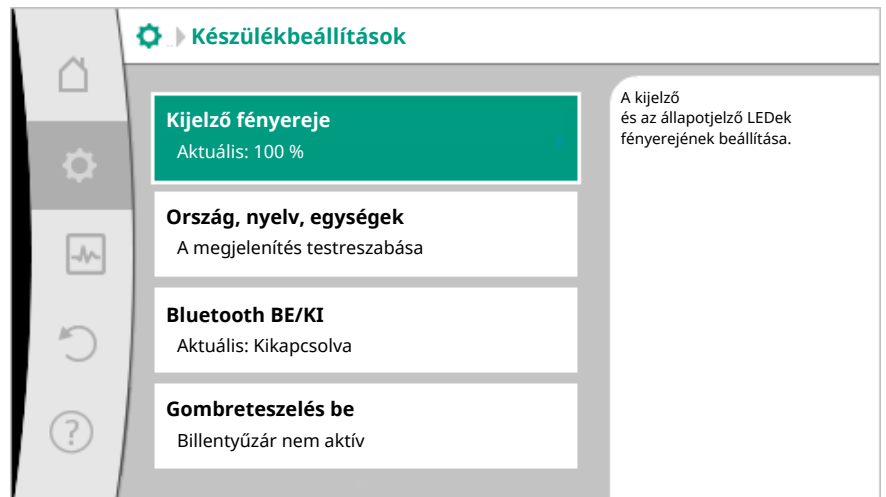 Készülékbeállítások
Kijelző fényereje
Aktuális: 100 %
Ország, nyelv, egységek
A megjelenítés testreszabása
Bluetooth BE/KI
Aktuális: Kikapcsolva
Gombreteszelés be
Billentyűzár nem aktív
A kijelző
és az állapotjelző LEDek
fényerejének beállítása.